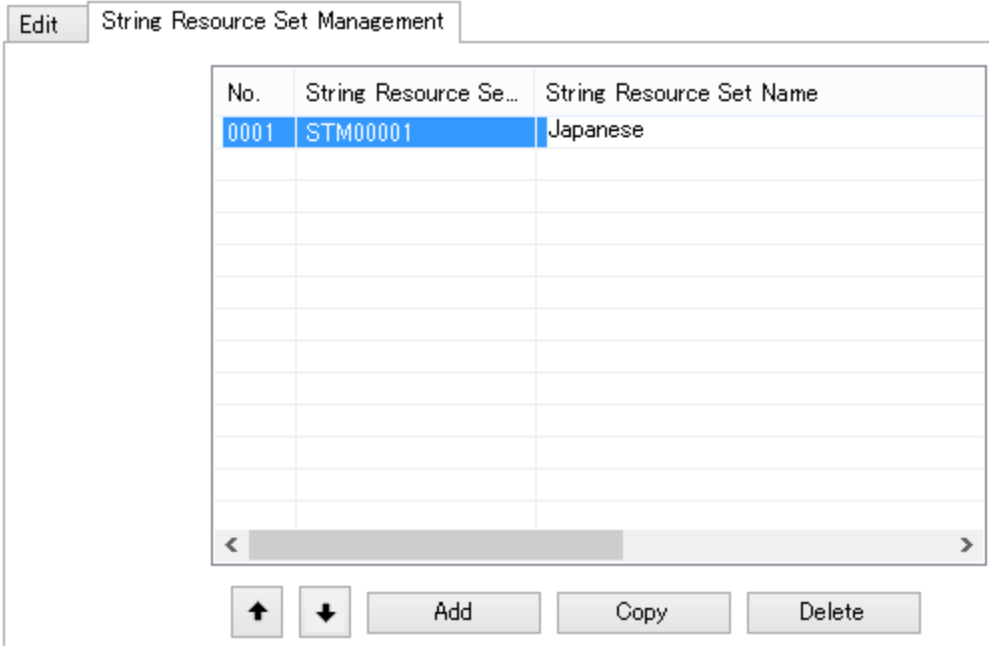 Edit String Resource Set Management
No. String Resource Se... String Resource Set Name
0001 STM00001 Japanese
Add Copy Delete